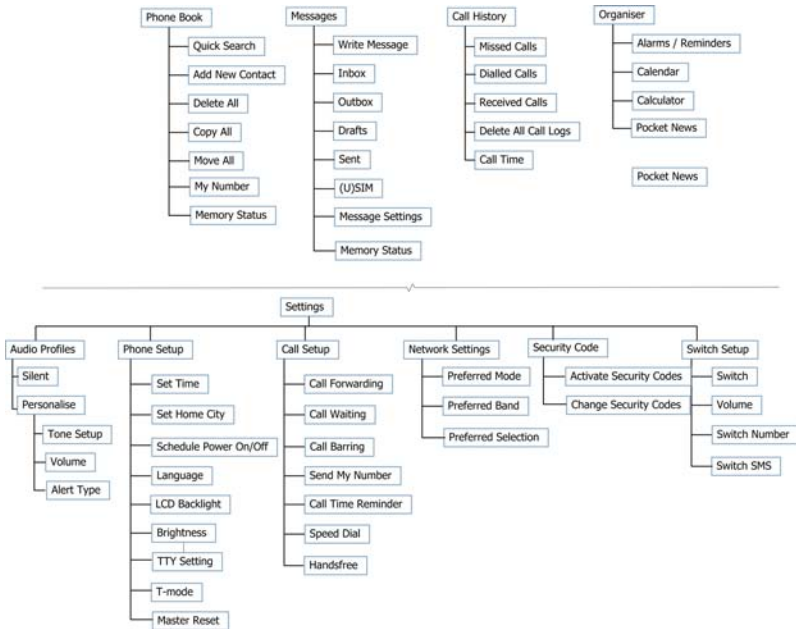 Phone Book
Quick Search
Add New Contact
Delete All
Copy All
Move All
My Number
Memory Status
Messages
Write Message
Inbox
Outbox
Drafts
Sent
(U)SIM
Message Settings
Memory Status
Call History
Missed Calls
Dialled Calls
Received Calls
Delete All Call Logs
Call Time
Organiser
Alarms / Reminders
Calendar
Calculator
Pocket News
Pocket News
Settings
Audio Profiles
Silent
Personalise
Tone Setup
Volume
Alert Type
Phone Setup
Set Time
Set Home City
Schedule Power On/Off
Language
LCD Backlight
Brightness
TTY Setting
T-mode
Master Reset
Call Setup
Call Forwarding
Call Waiting
Call Barring
Send My Number
Call Time Reminder
Speed Dial
Handsfree
Network Settings
Preferred Mode
Preferred Band
Preferred Selection
Security Code
Activate Security Codes
Change Security Codes
Switch Setup
Switch
Volume
Switch Number
Switch SMS